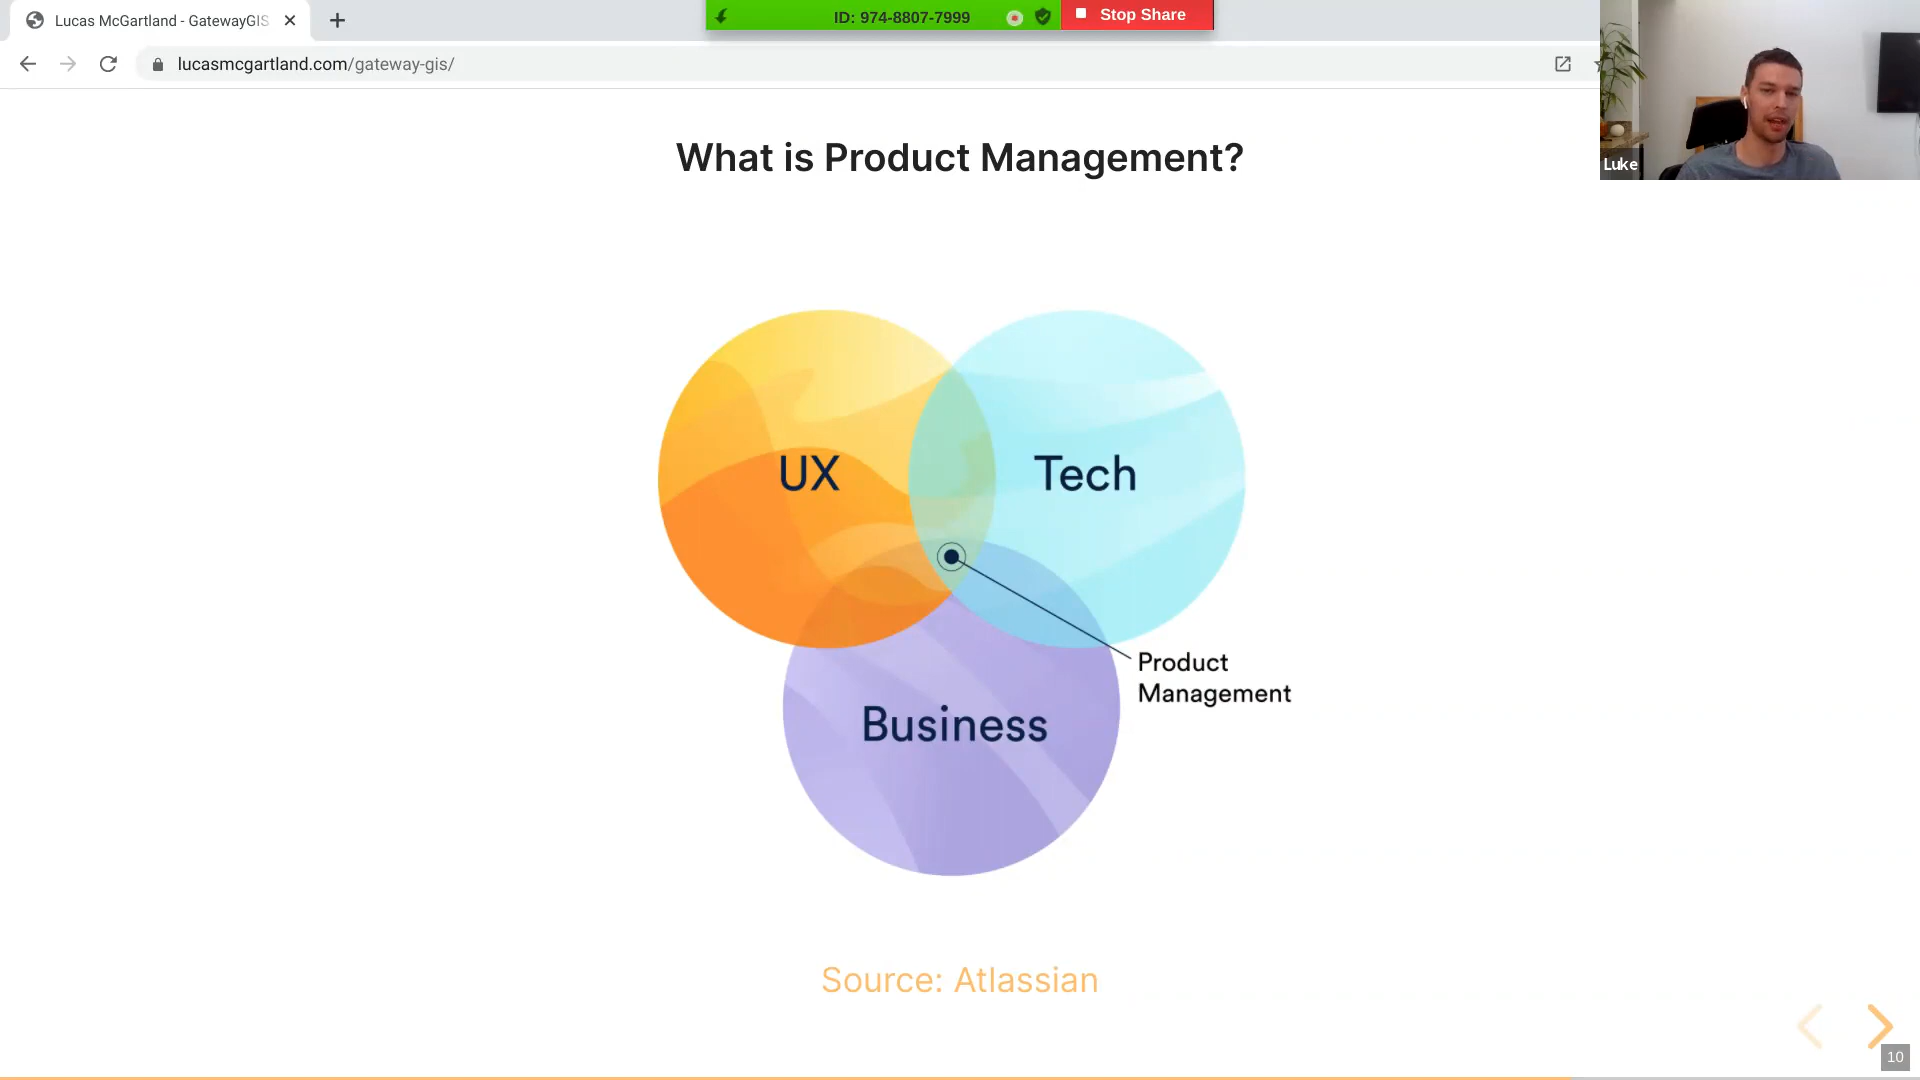 Lucas McGartland - GatewayGIS
ID: 974-8807-7999
Stop Share
lucasmcgartland.com/gateway-gis/
Luke
What is Product Management?
UX
Tech
Product
Management
Business
Source: Atlassian
10